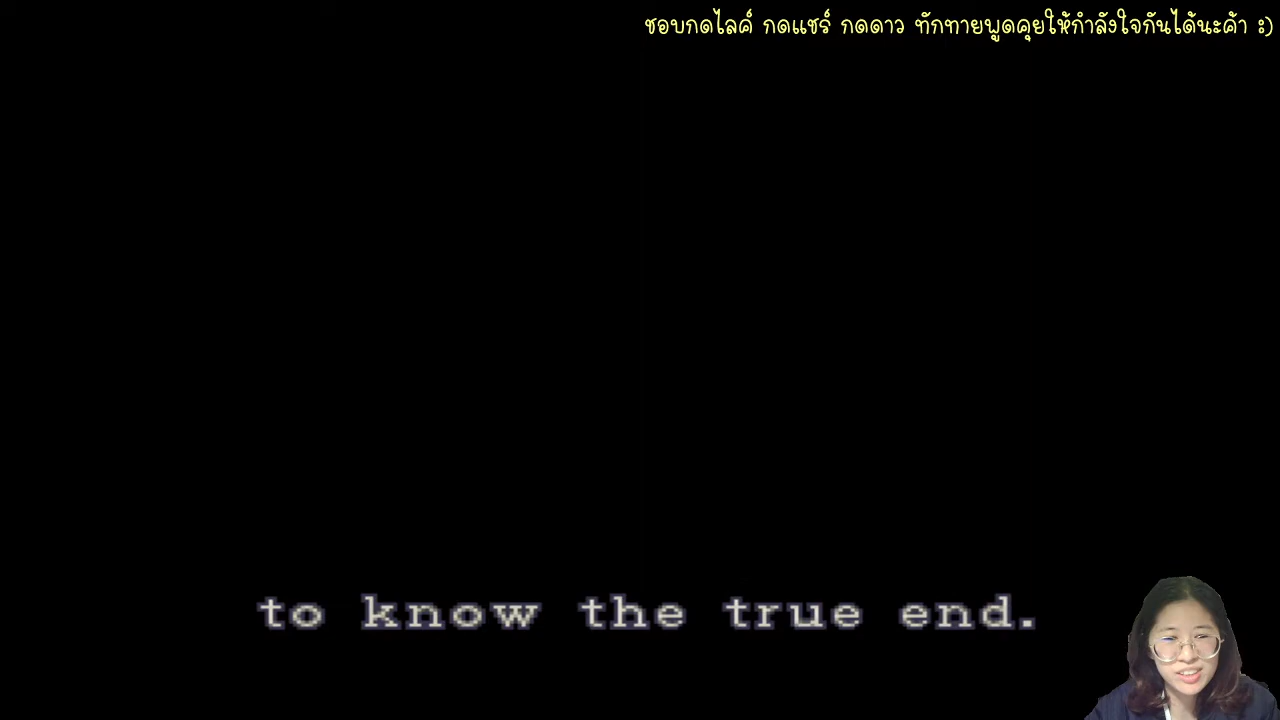 ชอบกดไลค์ กดแชร์ กดดาว ทักทายพูดคุยให้กำลังใจกันได้นะค้า :)
to know the true end.